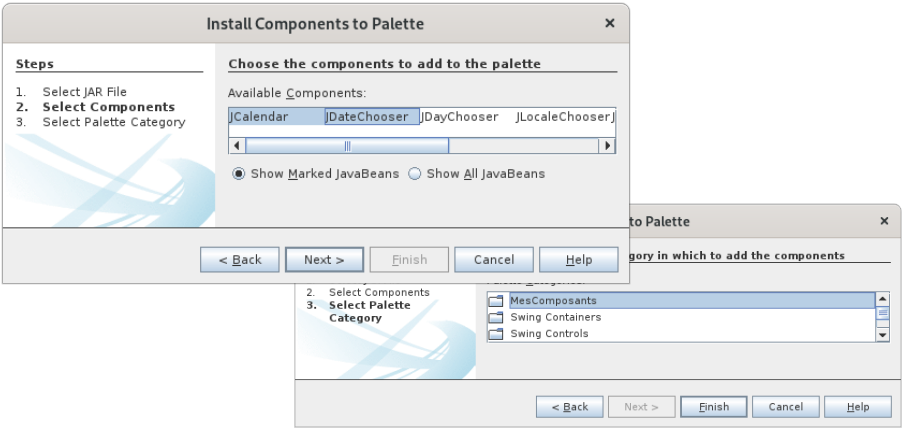 Install Components to Palette
Steps
1. Select JAR File
2. Select Components
3. Select Palette Category
Choose the components to add to the palette
Available Components:
JCalendar JDateChooser JDayChooser JLocaleChooser J
Show Marked JavaBeans Show All JavaBeans
< Back Next > Finish Cancel Help
to Palette
gory in which to add the components
2. Select Components
3. Select Palette
Category
MesComposants
Swing Containers
Swing Controls
< Back Next > Finish Cancel Help